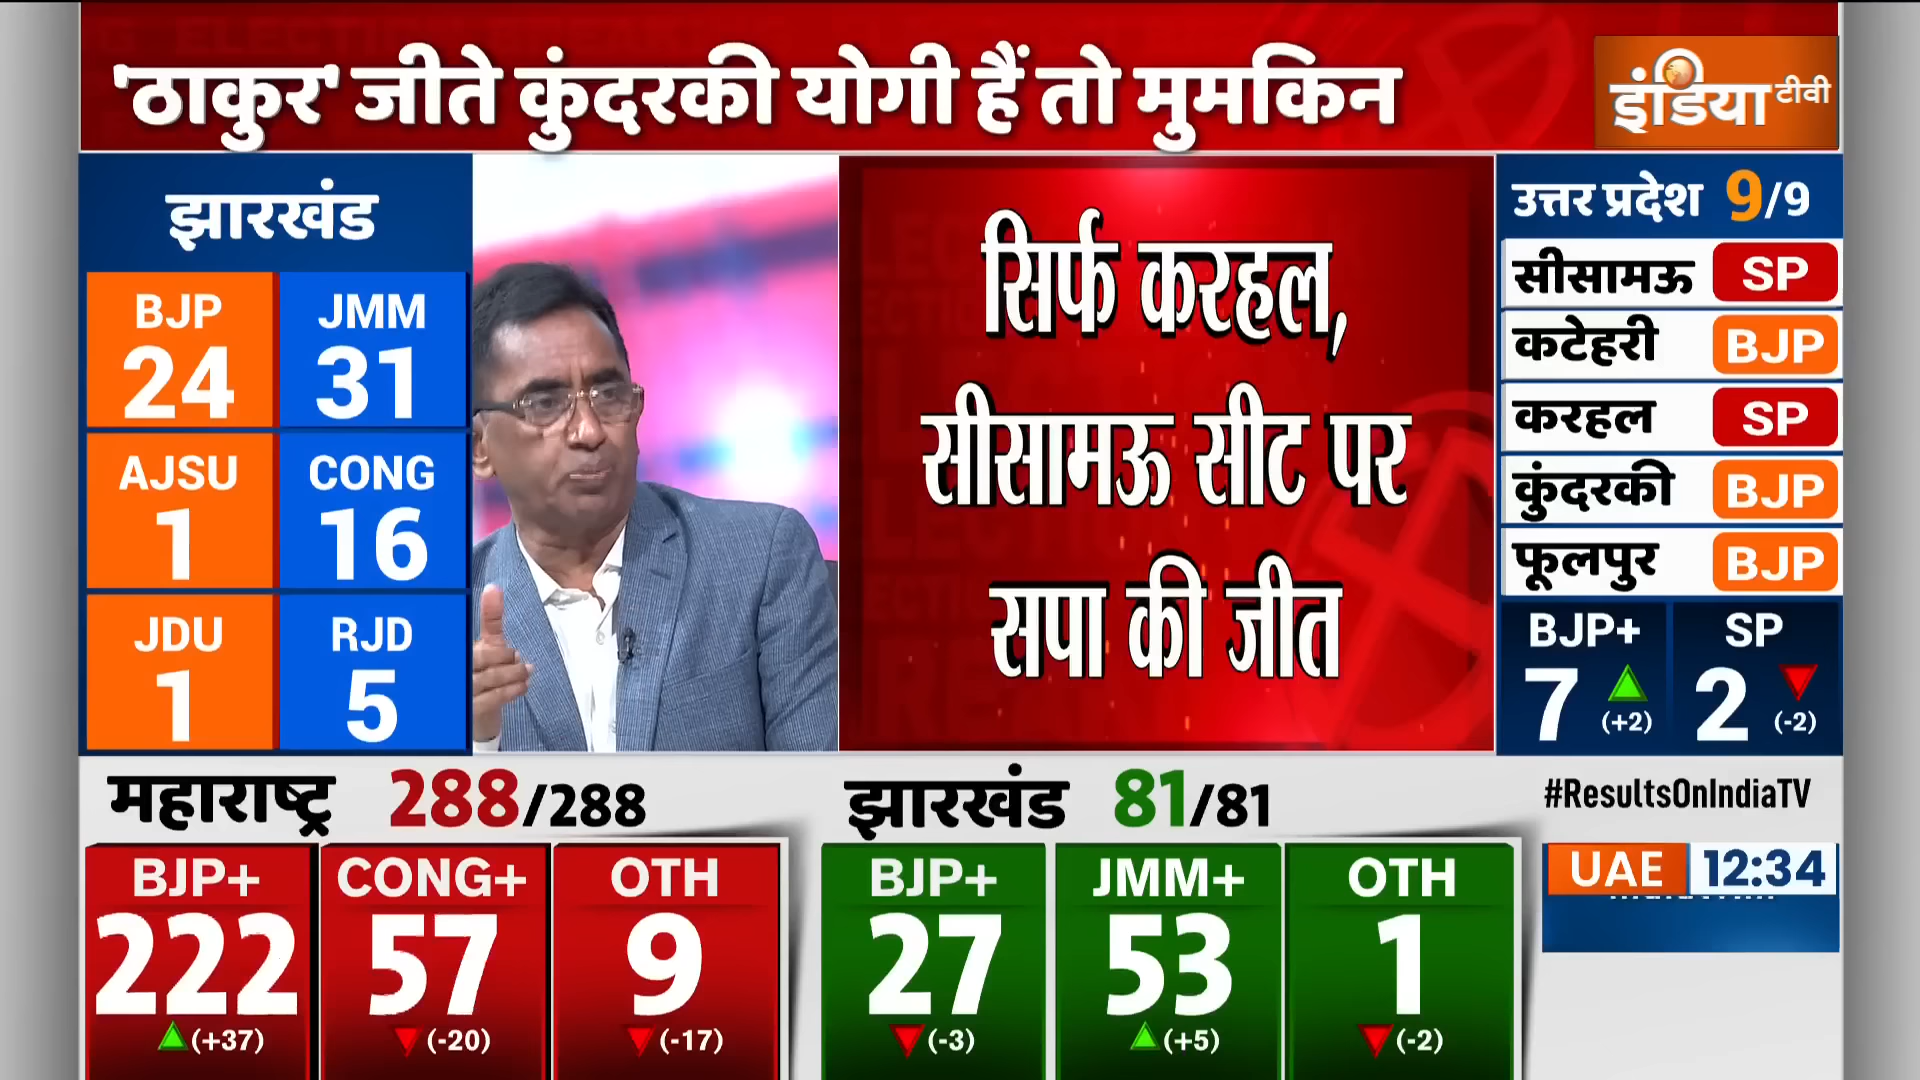 'ठाकुर' जीते कुंदरकी योगी हैं तो मुमकिन
इंडिया टीवी
झारखंड
BJP JMM
24 31
AJSU CONG
1 16
JDU RJD
1 5
सिर्फ करहल,
सीसामऊ सीट पर
सपा की जीत
उत्तर प्रदेश 9/9
सीसामऊ SP
कटेहरी BJP
करहल SP
कुंदरकी BJP
फूलपुर BJP
BJP+ SP
7 (+2) 2 (-2)
महाराष्ट्र 288/288
BJP+ CONG+ OTH
222 57 9
(+37) (-20) (-17)
झारखंड 81/81
BJP+ JMM+ OTH
27 53 1
(-3) (+5) (-2)
#ResultsOnIndiaTV
UAE 12:34